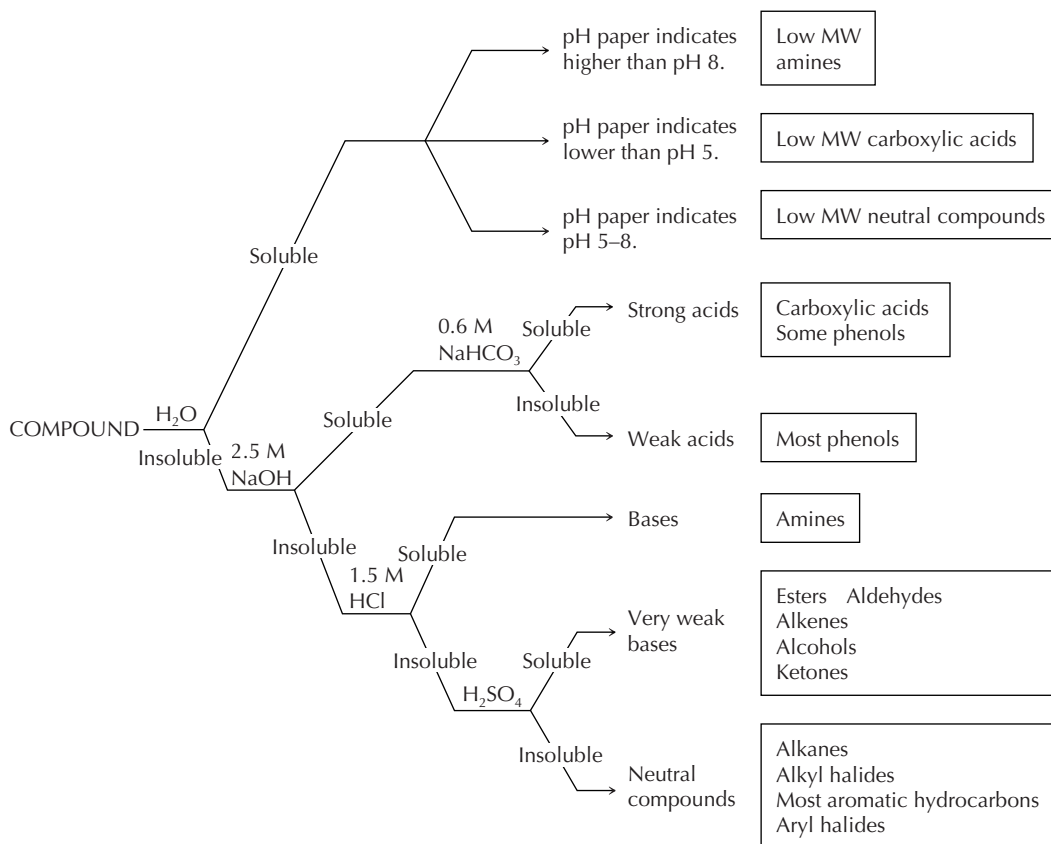 pH paper indicates
higher than pH 8.
Low MW
amines
pH paper indicates
lower than pH 5.
Low MW carboxylic acids
pH paper indicates
pH 5–8.
Low MW neutral compounds
Soluble
0.6 M
NaHCO₃
Soluble
Strong acids
Carboxylic acids
Some phenols
Insoluble
Weak acids
Most phenols
Soluble
COMPOUND
H₂O
Insoluble
2.5 M
NaOH
Insoluble
1.5 M
HCl
Soluble
Bases
Amines
Insoluble
H₂SO₄
Soluble
Very weak
bases
Esters Aldehydes
Alkenes
Alcohols
Ketones
Insoluble
Neutral
compounds
Alkanes
Alkyl halides
Most aromatic hydrocarbons
Aryl halides